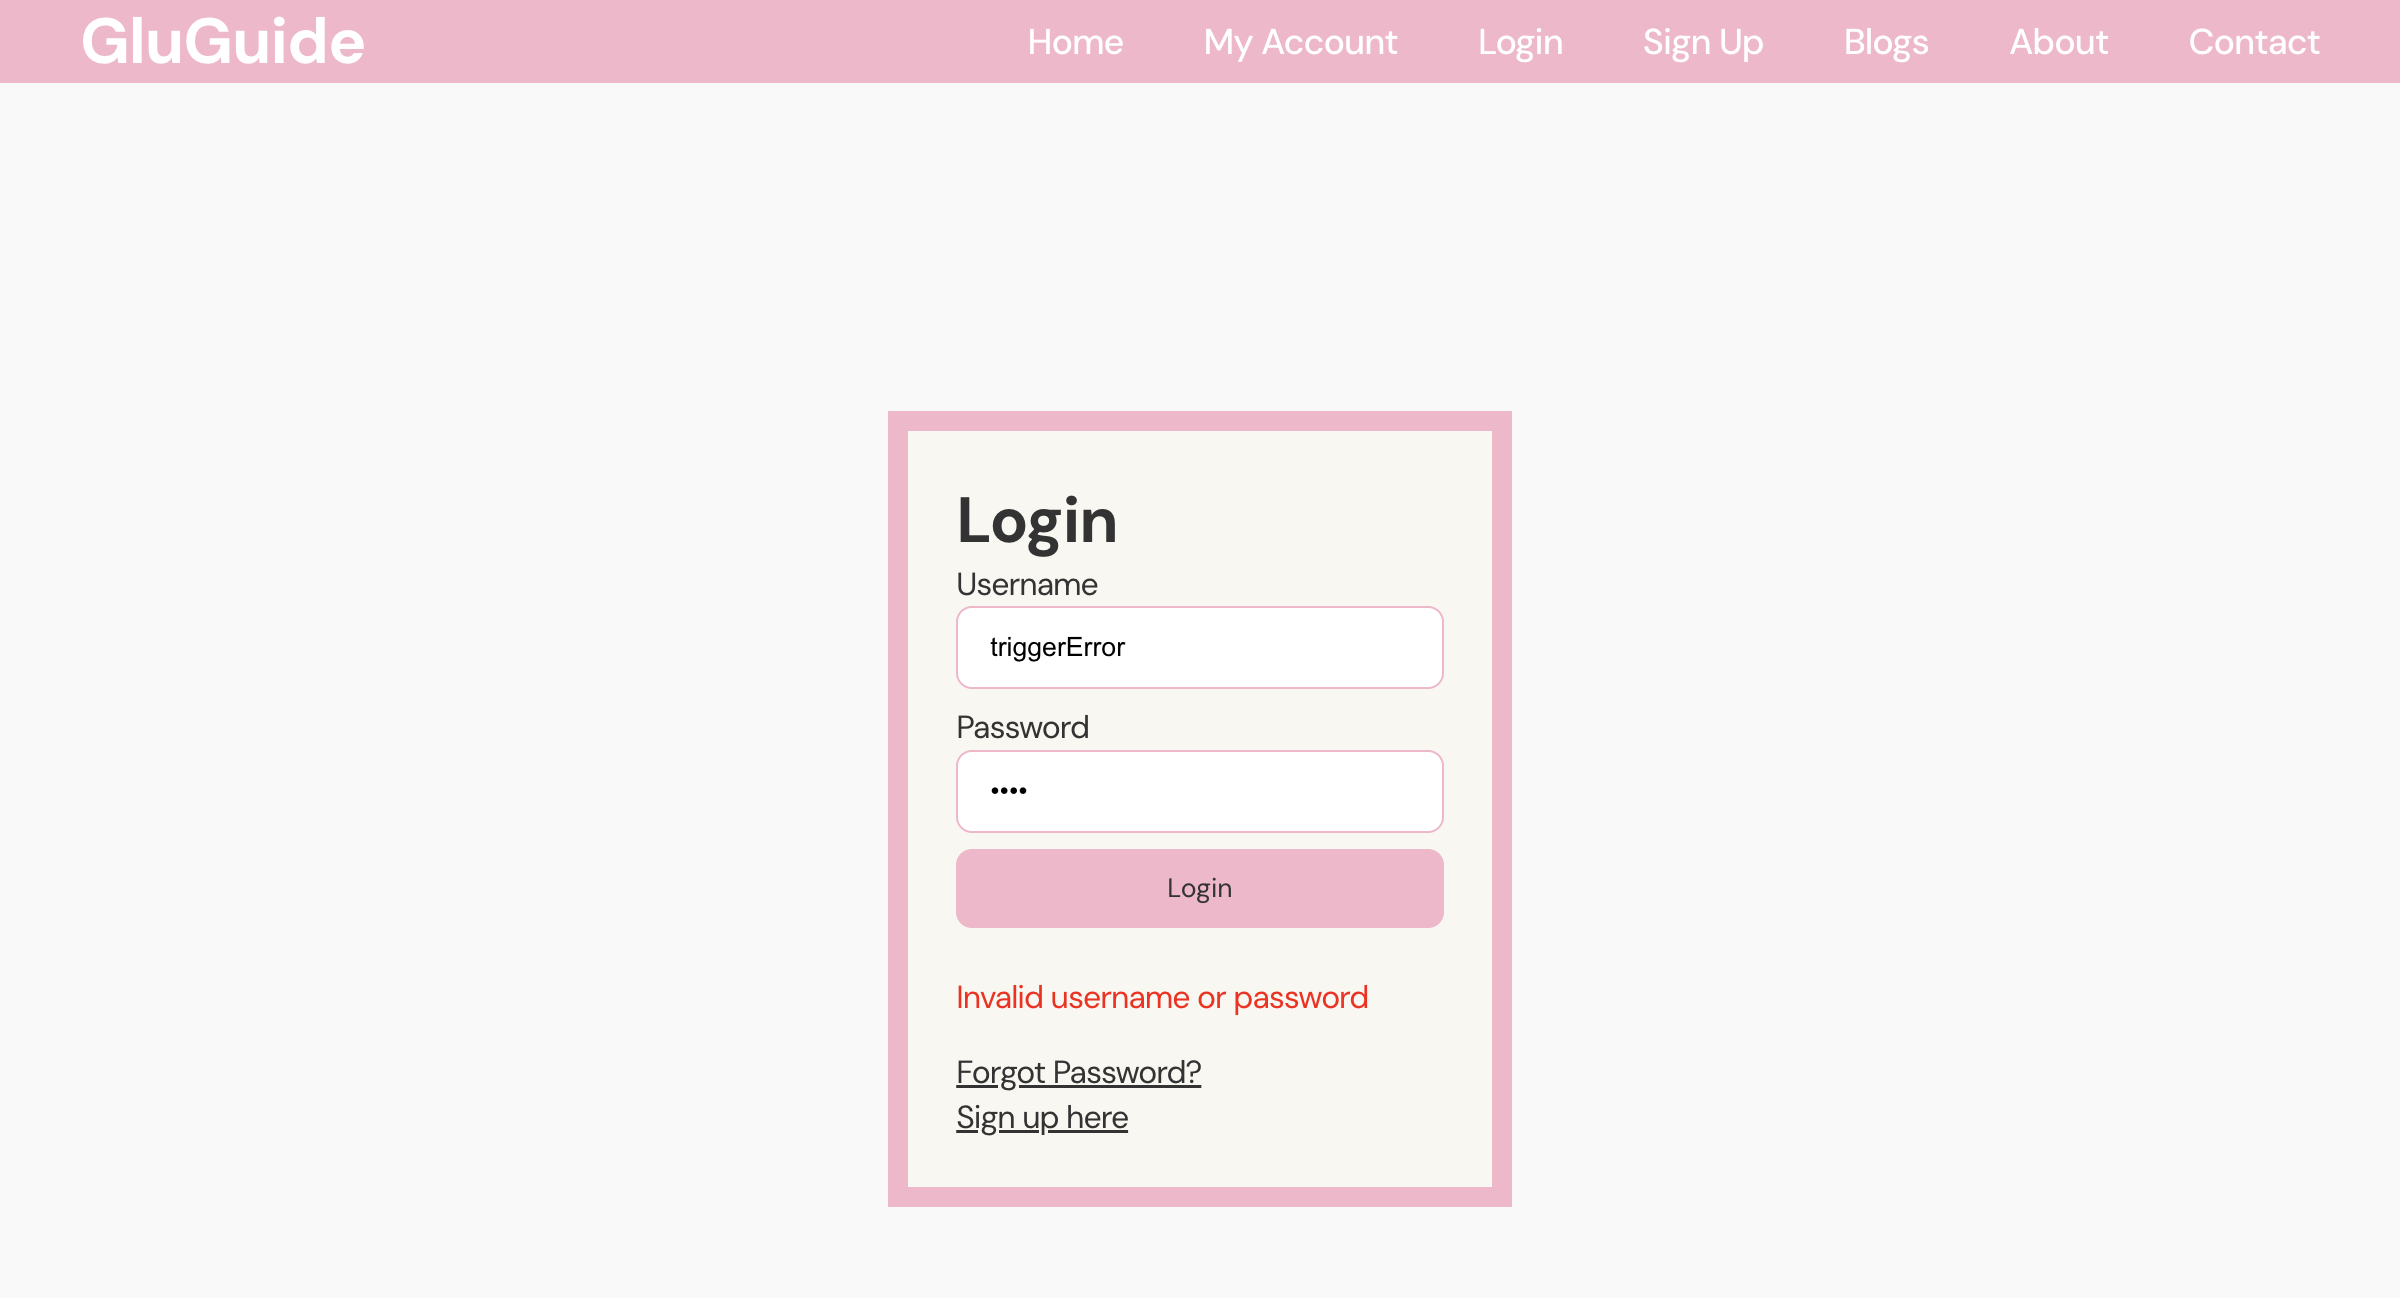 GluGuide
Home My Account Login Sign Up Blogs About Contact
Login
Username
triggerError
Password
••••
Login
Invalid username or password
Forgot Password?
Sign up here